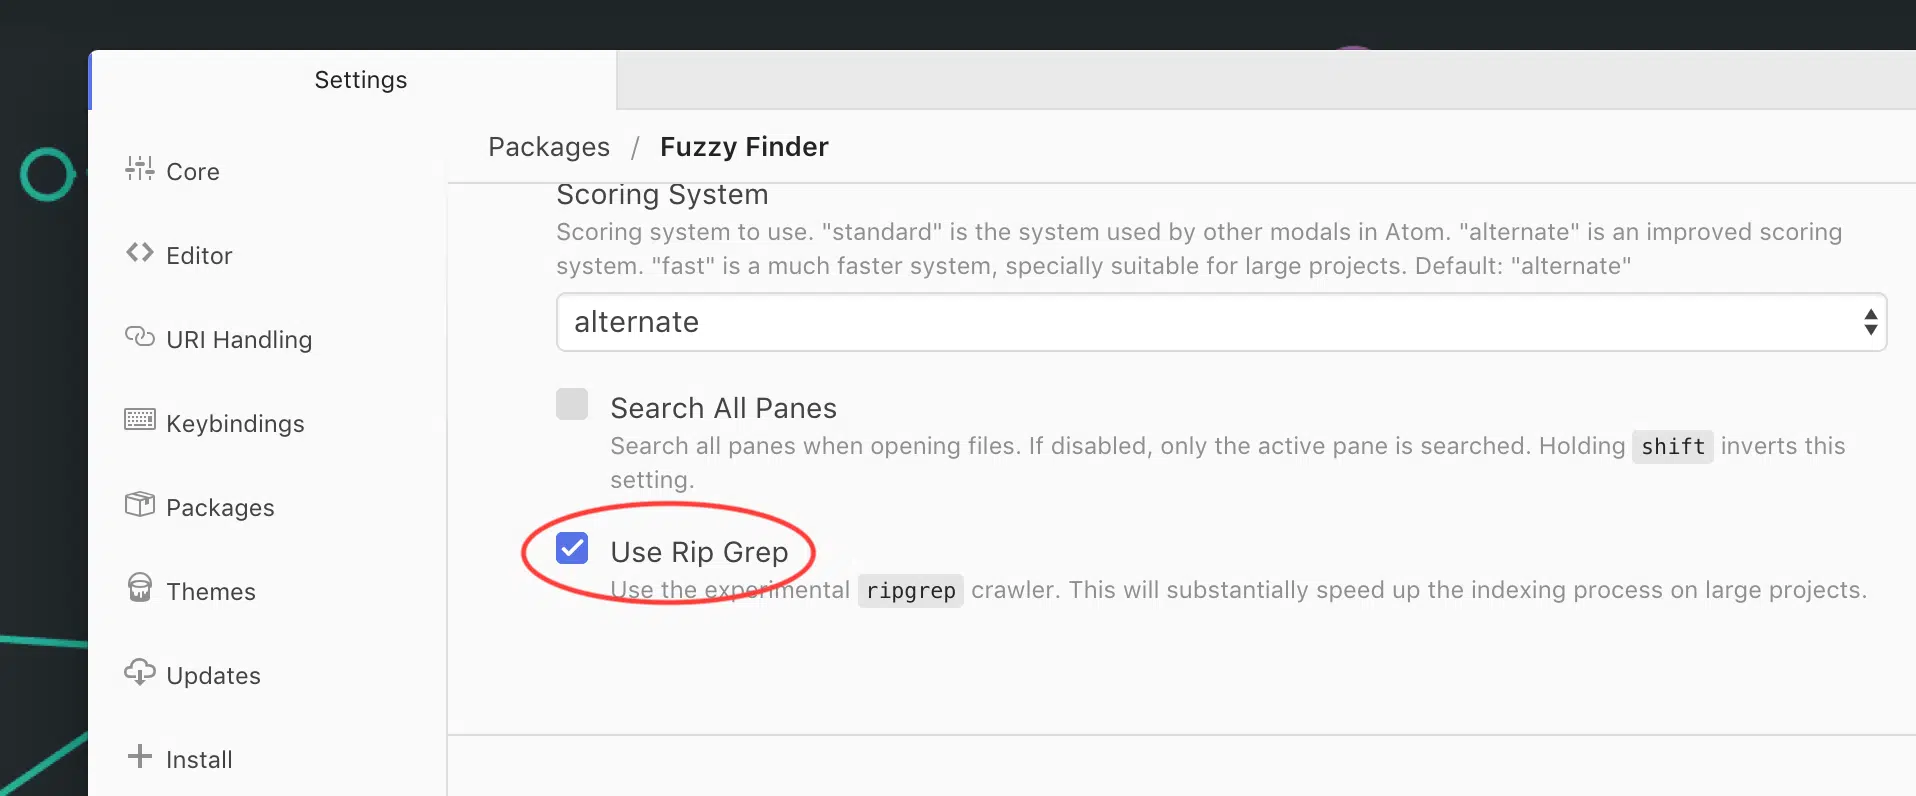 Settings
Core
Editor
URI Handling
Keybindings
Packages
Themes
Updates
Install
Packages / Fuzzy Finder
Scoring System
Scoring system to use. "standard" is the system used by other modals in Atom. "alternate" is an improved scoring
system. "fast" is a much faster system, specially suitable for large projects. Default: "alternate"
alternate
Search All Panes
Search all panes when opening files. If disabled, only the active pane is searched. Holding shift inverts this
setting.
Use Rip Grep
Use the experimental ripgrep crawler. This will substantially speed up the indexing process on large projects.